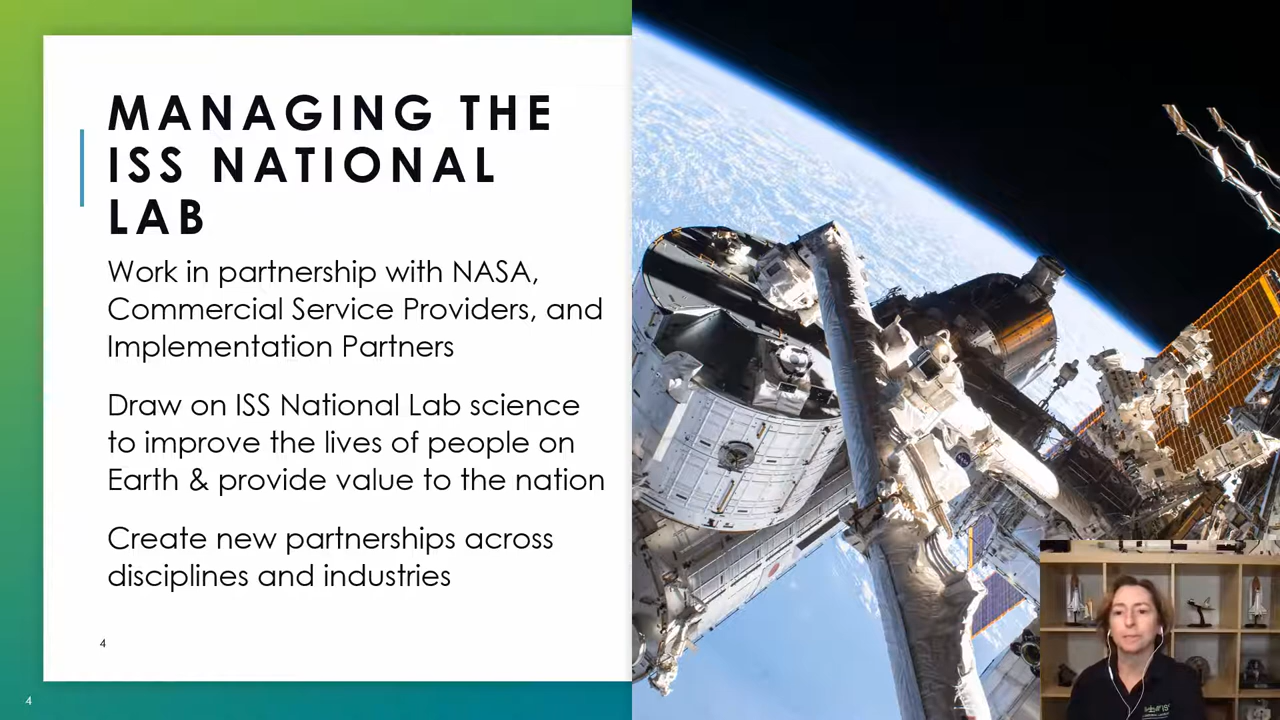 MANAGING THE
ISS NATIONAL
LAB
Work in partnership with NASA,
Commercial Service Providers, and
Implementation Partners
Draw on ISS National Lab science
to improve the lives of people on
Earth & provide value to the nation
Create new partnerships across
disciplines and industries
4
4